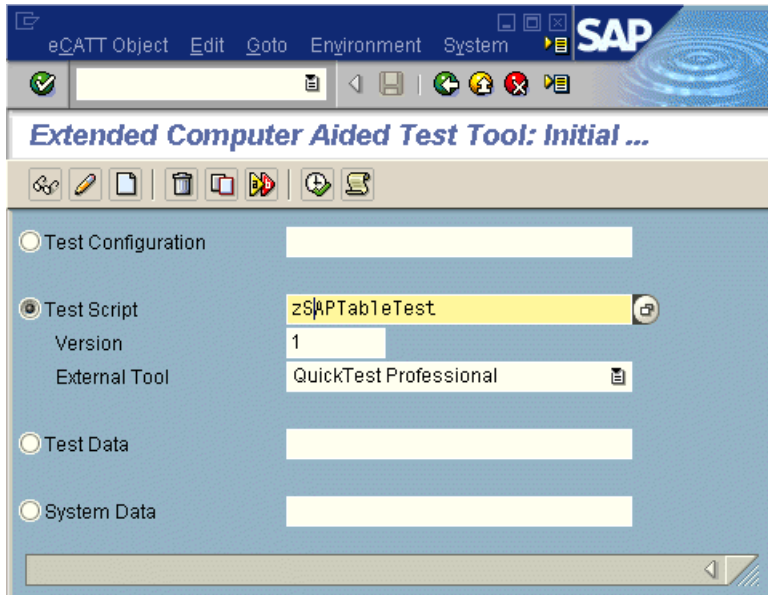 eCATT Object Edit Goto Environment System
SAP
Extended Computer Aided Test Tool: Initial ...
Test Configuration
Test Script zSAPTableTest
Version 1
External Tool QuickTest Professional
Test Data
System Data